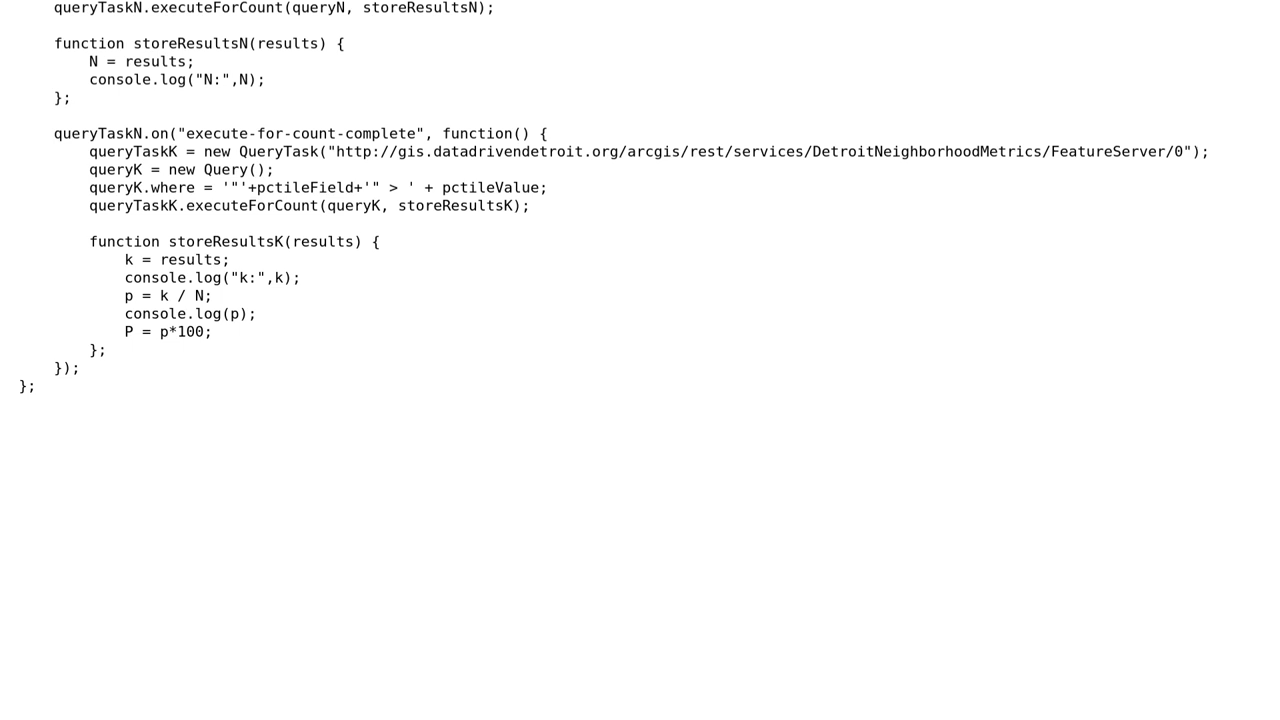 queryTaskN.executeForCount(queryN, storeResultsN);
function storeResultsN(results) {
N = results;
console.log("N:",N);
};
queryTaskN.on("execute-for-count-complete", function() {
queryTaskK = new QueryTask("http://gis.datadrivendetroit.org/arcgis/rest/services/DetroitNeighborhoodMetrics/FeatureServer/0");
queryK = new Query();
queryK.where = '"'+pctileField+'" > ' + pctileValue;
queryTaskK.executeForCount(queryK, storeResultsK);
function storeResultsK(results) {
k = results;
console.log("k:",k);
p = k / N;
console.log(p);
P = p*100;
};
});
};